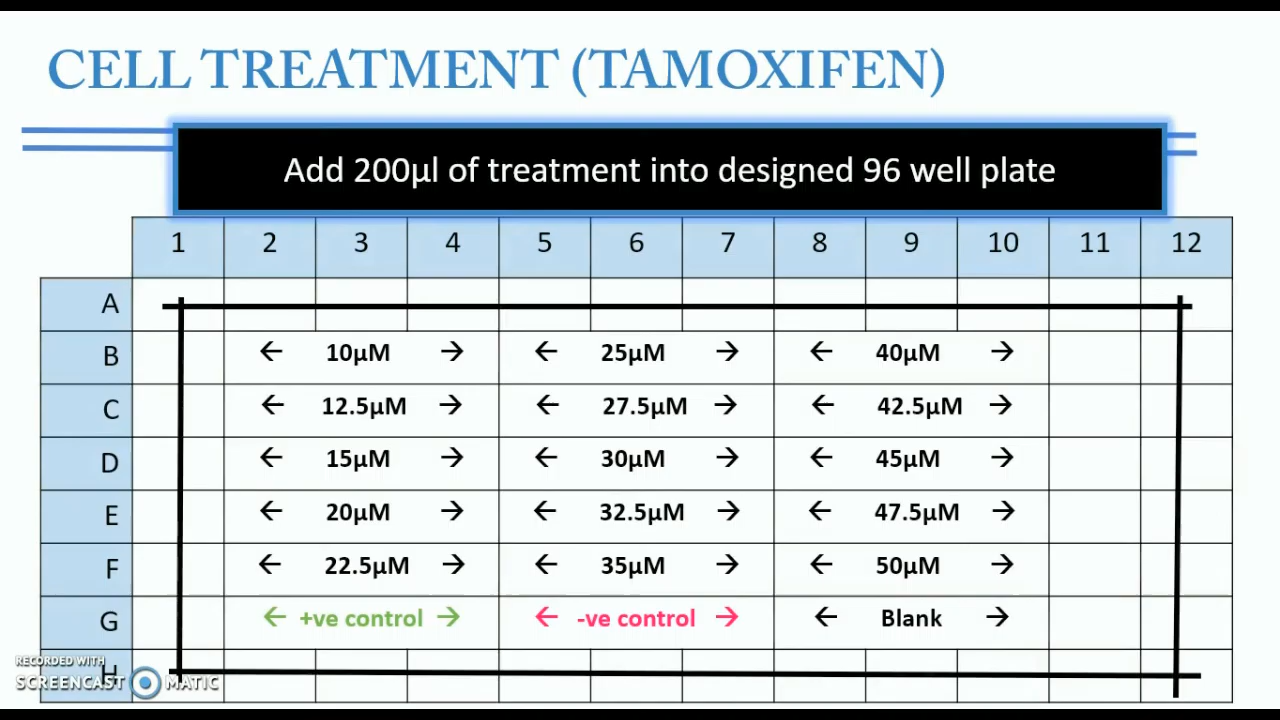 CELL TREATMENT (TAMOXIFEN)
Add 200µl of treatment into designed 96 well plate
1 2 3 4 5 6 7 8 9 10 11 12
A
B ← 10µM → ← 25µM → ← 40µM →
C ← 12.5µM → ← 27.5µM → ← 42.5µM →
D ← 15µM → ← 30µM → ← 45µM →
E ← 20µM → ← 32.5µM → ← 47.5µM →
F ← 22.5µM → ← 35µM → ← 50µM →
G ← +ve control → ← -ve control → ← Blank →
H
RECORDED WITH
SCREENCAST MATIC